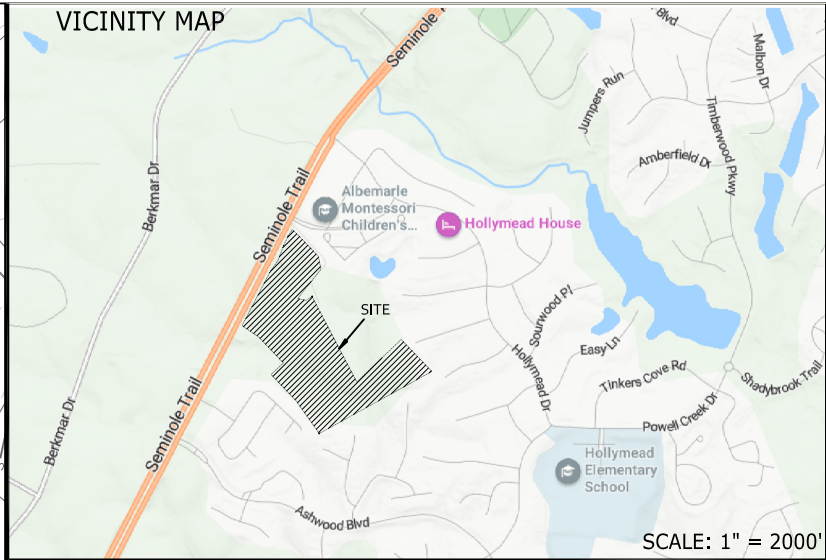 VICINITY MAP
Seminole T
Blvd
Malbon Dr
Jumpers Run
Timberwood Pkwy
Amberfield Dr
Berkmar Dr
Seminole Trail
Albemarle
Montessori
Children's...
Hollymead House
SITE
Sourwood Pl
Easy Ln
Hollymead Dr
Tinkers Cove Rd
Shadybrook Trail
Powell Creek Dr
Seminole Trail
Berkmar Dr
Hollymead
Elementary
School
Ashwood Blvd
SCALE: 1" = 2000'